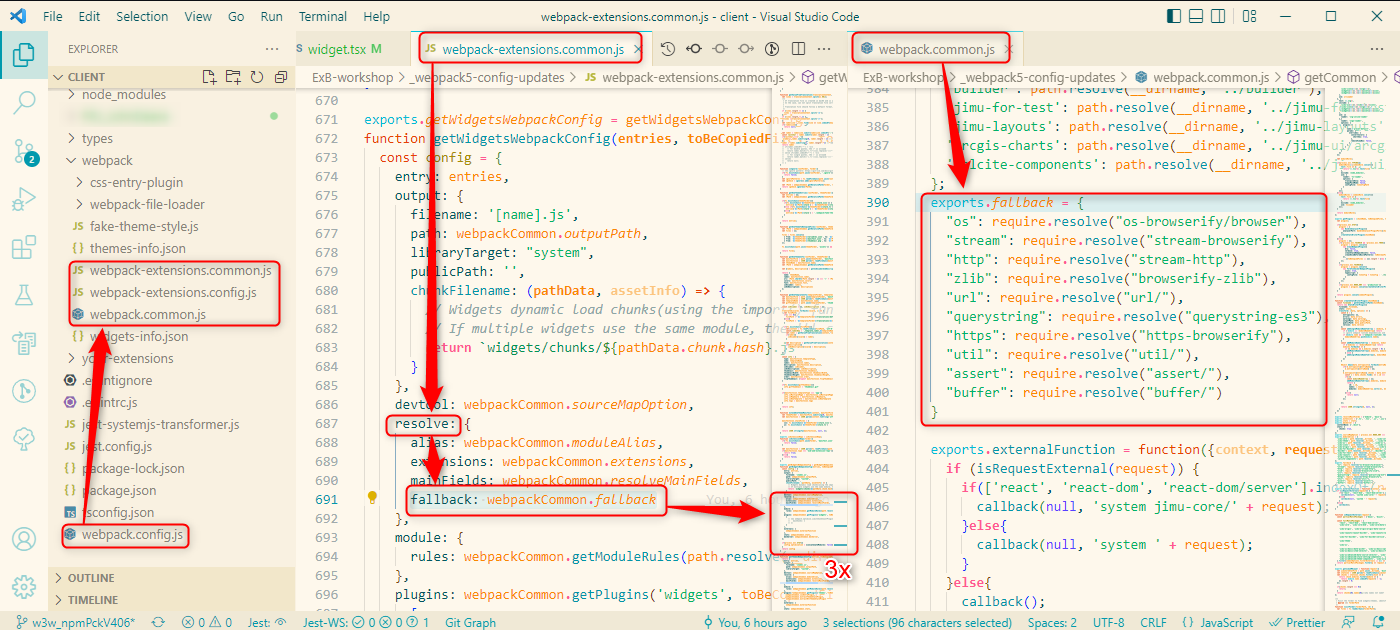 File Edit Selection View Go Run Terminal Help
webpack-extensions.common.js - client - Visual Studio Code
EXPLORER
CLIENT
node_modules
types
webpack
css-entry-plugin
webpack-file-loader
JS fake-theme-style.js
{} themes-info.json
JS webpack-extensions.common.js
JS webpack-extensions.config.js
webpack.common.js
{} widgets-info.json
your-extensions
.eslintignore
.eslintrc.js
JS jest-systemjs-transformer.js
JS jest.config.js
{} package-lock.json
{} package.json
TS tsconfig.json
webpack.config.js
OUTLINE
TIMELINE
2
widget.tsx M
JS webpack-extensions.common.js
ExB-workshop > _webpack5-config-updates > JS webpack-extensions.common.js > getW
670
671 exports.getWidgetsWebpackConfig = getWidgetsWebpackCon
672 function getWidgetsWebpackConfig(entries, toBeCopiedFi
673 const config = {
674 entry: entries,
675 output: {
676 filename: '[name].js',
677 path: webpackCommon.outputPath,
678 libraryTarget: "system",
679 publicPath: '',
680 chunkFilename: (pathData, assetInfo) => {
681 // Widgets dynamic load chunks(using the impor
682 // If multiple widgets use the same module, the
683 return `widgets/chunks/${pathData.chunk.hash}.
684 }
685 },
686 devtool: webpackCommon.sourceMapOption,
687 resolve: {
688 alias: webpackCommon.moduleAlias,
689 extensions: webpackCommon.extensions,
690 mainFields: webpackCommon.resolveMainFields,
691 fallback: webpackCommon.fallback You, 6 h
692 },
693 module: {
694 rules: webpackCommon.getModuleRules(path.resolve
695 },
696 plugins: webpackCommon.getPlugins('widgets', toBeCo
[
3x
webpack.common.js
ExB-workshop > _webpack5-config-updates > webpack.common.js > getCommon >
384 'builder': path.resolve(__dirname, '../builder'),
385 'jimu-for-test': path.resolve(__dirname, '../jimu-for-tes
386 'jimu-layouts': path.resolve(__dirname, '../jimu-layouts'
387 'arcgis-charts': path.resolve(__dirname, '../jimu-ui/arcg
388 'calcite-components': path.resolve(__dirname, '../jimu-ui
389 };
390 exports.fallback = {
391 "os": require.resolve("os-browserify/browser"),
392 "stream": require.resolve("stream-browserify"),
393 "http": require.resolve("stream-http"),
394 "zlib": require.resolve("browserify-zlib"),
395 "url": require.resolve("url/"),
396 "querystring": require.resolve("querystring-es3"),
397 "https": require.resolve("https-browserify"),
398 "util": require.resolve("util/"),
399 "assert": require.resolve("assert/"),
400 "buffer": require.resolve("buffer/")
401 }
402
403 exports.externalFunction = function({context, reques
404 if (isRequestExternal(request)) {
405 if(['react', 'react-dom', 'react-dom/server'].ind
406 callback(null, 'system jimu-core/' + request);
407 }else{
408 callback(null, 'system ' + request);
409 }
410 }else{
411 callback();
w3w_npmPckV406* 0 0 Jest: Jest-WS: 0 0 1 Git Graph
You, 6 hours ago 3 selections (96 characters selected) Spaces: 2 UTF-8 CRLF {} JavaScript Prettier